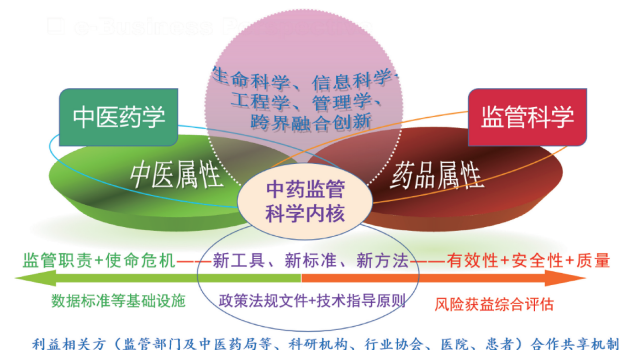 生命科学、信息科学、
工程学、管理学、
跨界融合创新
中医药学
监管科学
中医属性
药品属性
中药监管
科学内核
监管职责+使命危机——新工具、新标准、新方法——有效性+安全性+质量
数据标准等基础设施
政策法规文件+技术指导原则
风险获益综合评估
利益相关方（监管部门及中医药局等、科研机构、行业协会、医院、患者）合作共享机制